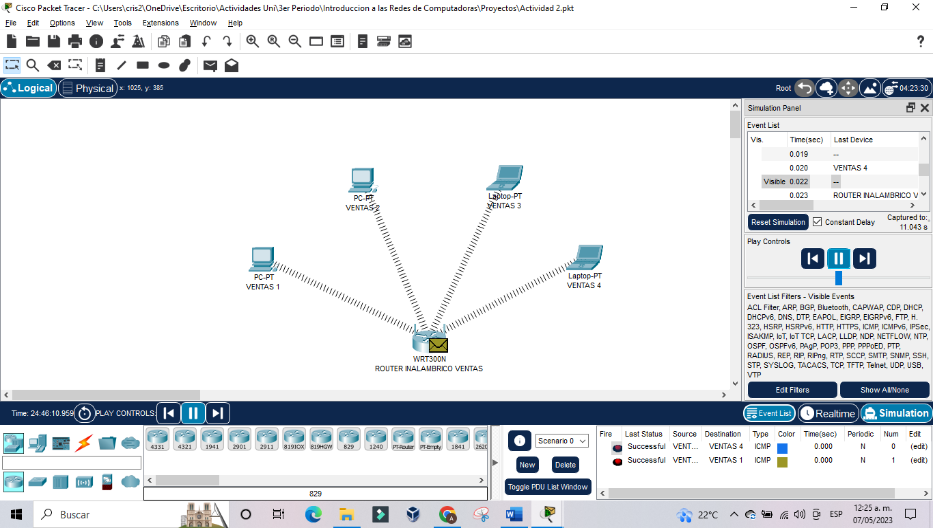 Cisco Packet Tracer - C:\Users\cris2\OneDrive\Escritorio\Actividades Uni\3er Periodo\Introduccion a las Redes de Computadoras\Proyectos\Actividad 2.pkt
File Edit Options View Tools Extensions Window Help
Logical Physical x: 1025, y: 385 Root 04:23:30
Simulation Panel
Event List
Vis. Time(sec) Last Device
0.019 --
0.020 VENTAS 4
Visible 0.022 --
0.023 ROUTER INALAMBRICO V
Reset Simulation Constant Delay Captured to:
11.043 s
Play Controls
Event List Filters - Visible Events
ACL Filter, ARP, BGP, Bluetooth, CAPWAP, CDP, DHCP,
DHCPv6, DNS, DTP, EAPOL, EIGRP, EIGRPv6, FTP, H.
323, HSRP, HSRPv6, HTTP, HTTPS, ICMP, ICMPv6, IPSec,
ISAKMP, IoT, IoT TCP, LACP, LLDP, NDP, NETFLOW, NTP,
OSPF, OSPFv6, PAgP, POP3, PPP, PPPoED, PTP,
RADIUS, REP, RIP, RIPng, RTP, SCCP, SMTP, SNMP, SSH,
STP, SYSLOG, TACACS, TCP, TFTP, Telnet, UDP, USB,
VTP
Edit Filters Show All/None
PC-PT
VENTAS 2
Laptop-PT
VENTAS 3
PC-PT
VENTAS 1
Laptop-PT
VENTAS 4
WRT300N
ROUTER INALAMBRICO VENTAS
Time: 24:46:10.959 PLAY CONTROLS: Event List Realtime Simulation
4331 4321 1941 2901 2911 819IOX 819HGW 829 1240 PT-Router PT-Empty 1841 2620
829
Scenario 0
New Delete
Toggle PDU List Window
Fire Last Status Source Destination Type Color Time(sec) Periodic Num Edit
Successful VENT... VENTAS 4 ICMP 0.000 N 0 (edit)
Successful VENT... VENTAS 1 ICMP 0.000 N 1 (edit)
Buscar
22°C ESP
12:25 a. m.
07/05/2023